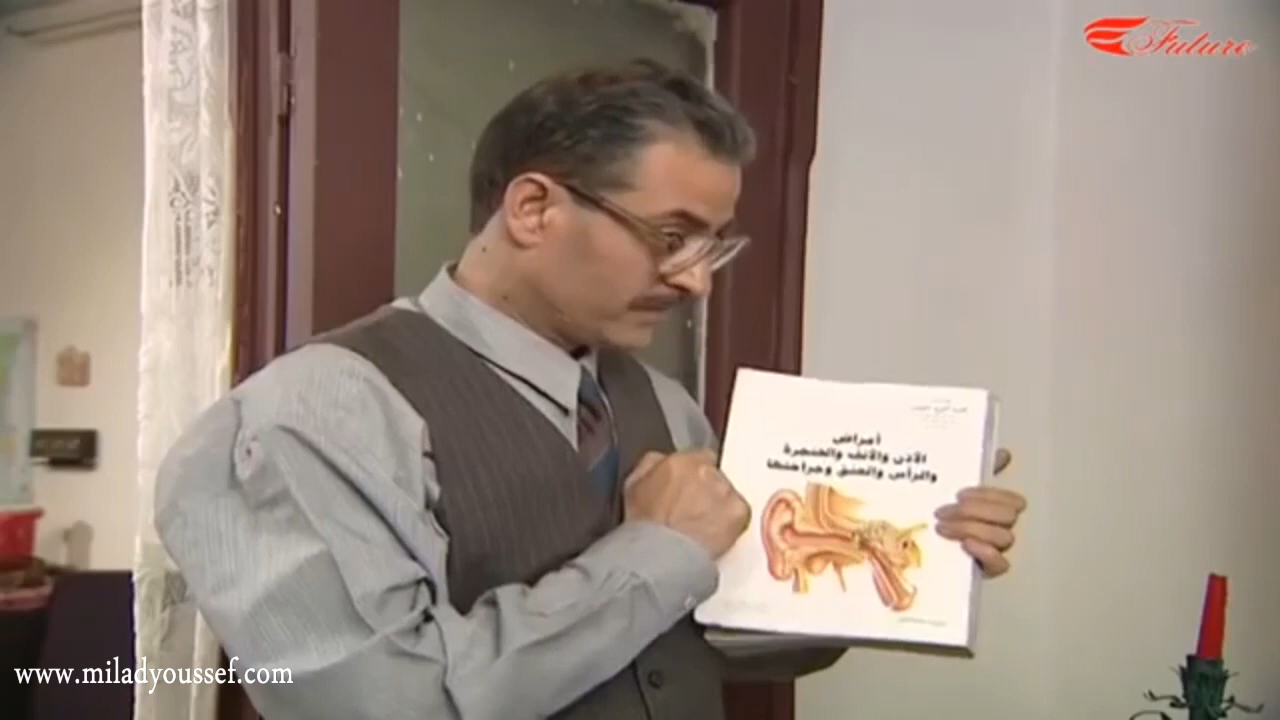 Future
أمراض
الأذن والأنف والحنجرة
والرأس والعنق وجراحتها
www.miladyoussef.com